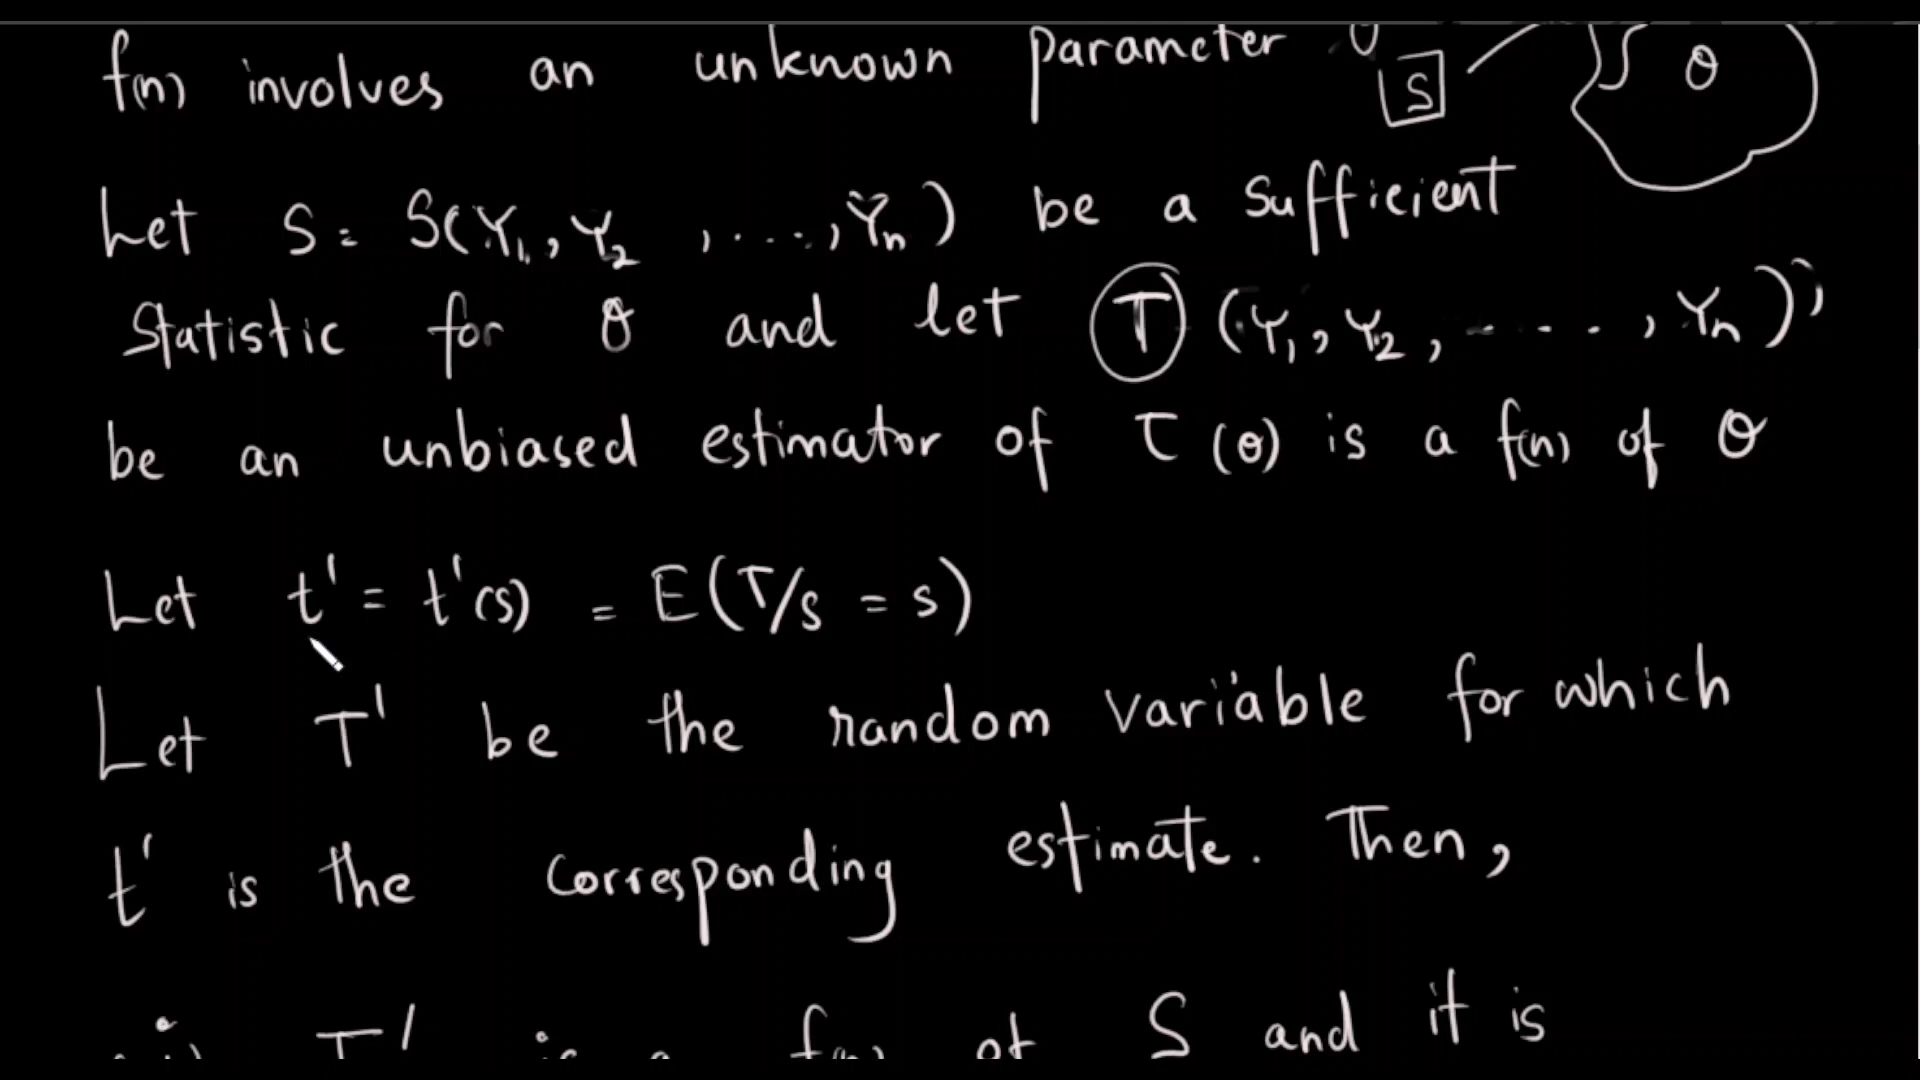 f(n) involves an unknown parameter
S θ
Let S = S(Y₁, Y₂, ...., Yₙ) be a sufficient
Statistic for θ and let T (Y₁, Y₂, -...., Yₙ),
be an unbiased estimator of τ(θ) is a f(n) of θ
Let t' = t'(s) = E(T/S = s)
Let T' be the random variable for which
t' is the corresponding estimate. Then,
T' is a f(n) of S and it is